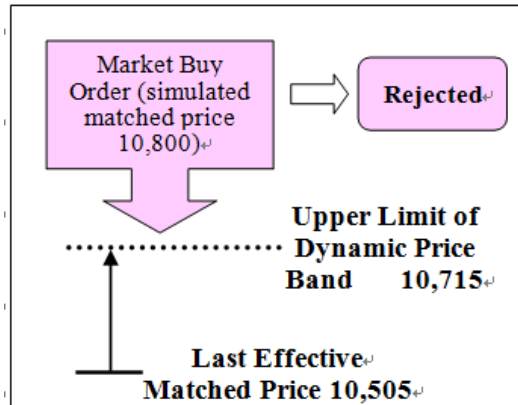 Market Buy
Order (simulated
matched price
10,800)
Rejected
Upper Limit of
Dynamic Price
Band 10,715
Last Effective
Matched Price 10,505